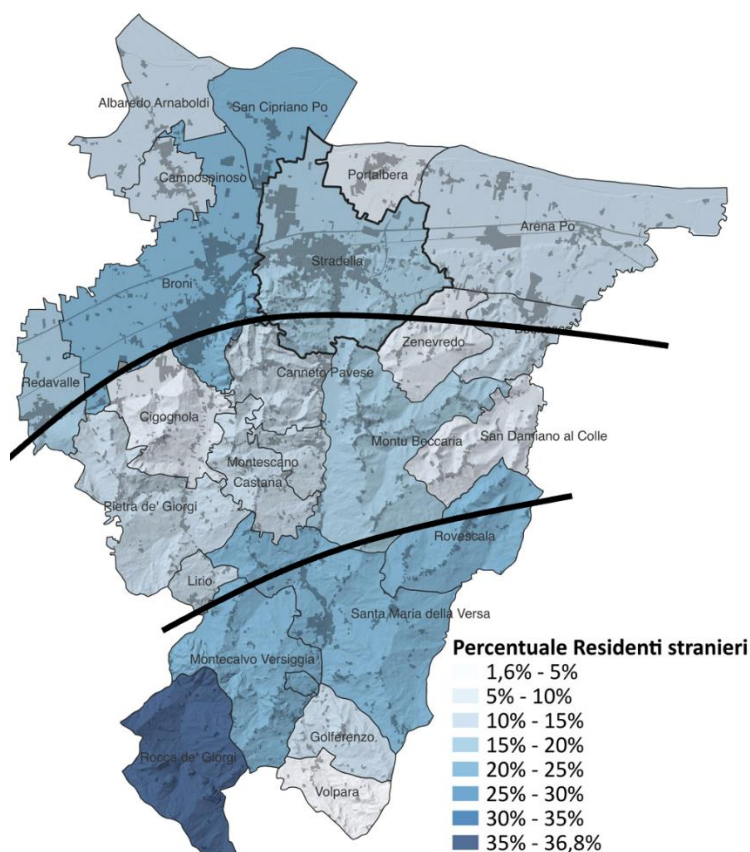 Albaredo Arnaboldi
San Cipriano Po
Campospinoso
Portalbera
Arena Po
Stradella
Broni
Zenevredo
Redavalle
Canneto Pavese
Cigognola
Montu Beccaria
San Damiano al Colle
Montescano
Castana
Pietra de' Giorgi
Rovescala
Lirio
Santa Maria della Versa
Montecalvo Versiggia
Golferenzo
Rocca de' Giorgi
Volpara
Percentuale Residenti stranieri
1,6% - 5%
5% - 10%
10% - 15%
15% - 20%
20% - 25%
25% - 30%
30% - 35%
35% - 36,8%